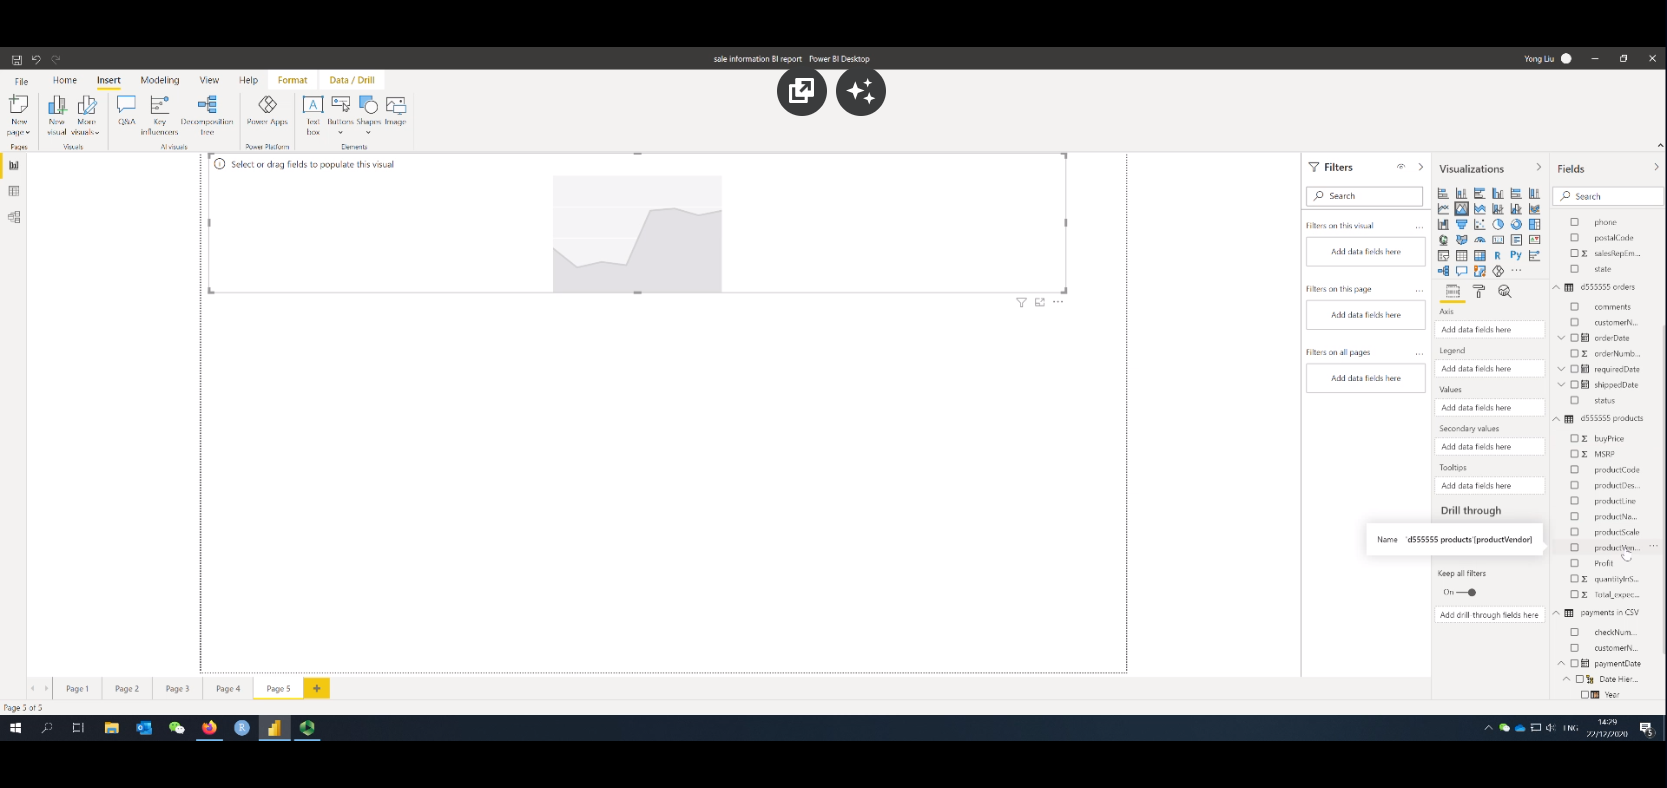 sale information BI report - Power BI Desktop
Yong Liu
File Home Insert Modeling View Help Format Data / Drill
New page
New visual
More visuals
Q&A
Key influencers
Decomposition tree
Power Apps
Text box
Buttons
Shapes
Image
Pages
Visuals
AI visuals
Power Platform
Elements
Select or drag fields to populate this visual
Filters
Search
Filters on this visual ...
Add data fields here
Filters on this page ...
Add data fields here
Filters on all pages ...
Add data fields here
Visualizations
R Py
...
Axis
Add data fields here
Legend
Add data fields here
Values
Add data fields here
Secondary values
Add data fields here
Tooltips
Add data fields here
Drill through
Name 'd555555 products'[productVendor]
Keep all filters
On
Add drill-through fields here
Fields
Search
phone
postalCode
Σ salesRepEm...
state
d555555 orders
comments
customerN...
orderDate
Σ orderNumb...
requiredDate
shippedDate
status
d555555 products
Σ buyPrice
Σ MSRP
productCode
productDes...
productLine
productNa...
productScale
productVen... ...
Profit
Σ quantityInS...
Σ Total_expec...
payments in CSV
checkNum...
customerN...
paymentDate
Date Hier...
Year
Page 1 Page 2 Page 3 Page 4 Page 5 +
Page 5 of 5
ENG
14:29
22/12/2020
5